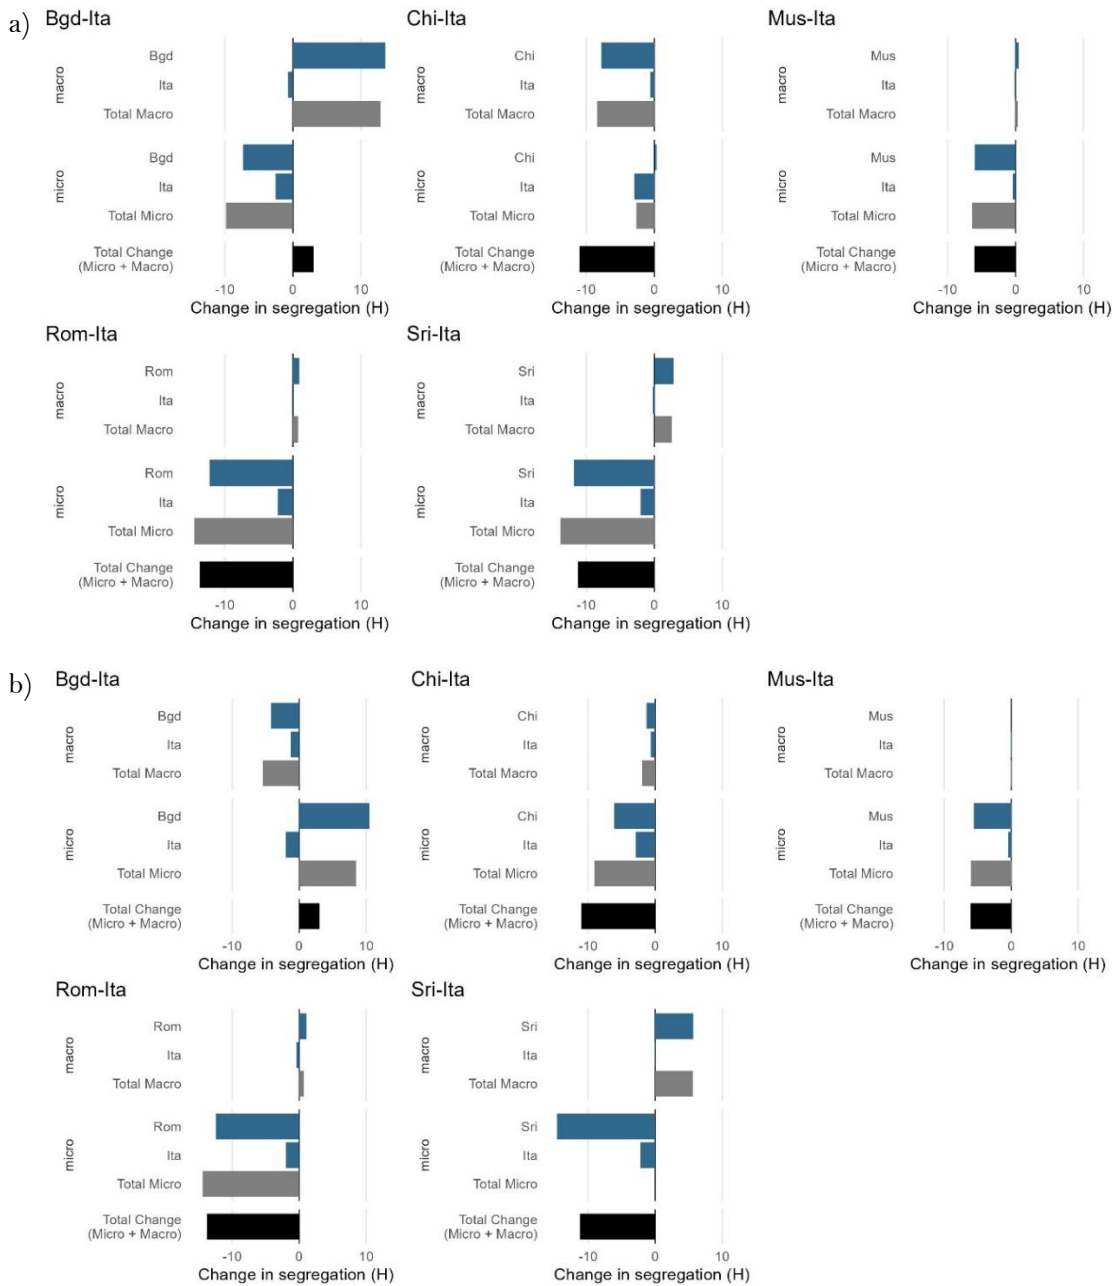 a)
Bgd-Ita
macro
Bgd
Ita
Total Macro
micro
Bgd
Ita
Total Micro
Total Change
(Micro + Macro)
-10 0 10
Change in segregation (H)
Chi-Ita
macro
Chi
Ita
Total Macro
micro
Chi
Ita
Total Micro
Total Change
(Micro + Macro)
-10 0 10
Change in segregation (H)
Mus-Ita
macro
Mus
Ita
Total Macro
micro
Mus
Ita
Total Micro
Total Change
(Micro + Macro)
-10 0 10
Change in segregation (H)
Rom-Ita
macro
Rom
Ita
Total Macro
micro
Rom
Ita
Total Micro
Total Change
(Micro + Macro)
-10 0 10
Change in segregation (H)
Sri-Ita
macro
Sri
Ita
Total Macro
micro
Sri
Ita
Total Micro
Total Change
(Micro + Macro)
-10 0 10
Change in segregation (H)
b)
Bgd-Ita
macro
Bgd
Ita
Total Macro
micro
Bgd
Ita
Total Micro
Total Change
(Micro + Macro)
-10 0 10
Change in segregation (H)
Chi-Ita
macro
Chi
Ita
Total Macro
micro
Chi
Ita
Total Micro
Total Change
(Micro + Macro)
-10 0 10
Change in segregation (H)
Mus-Ita
macro
Mus
Ita
Total Macro
micro
Mus
Ita
Total Micro
Total Change
(Micro + Macro)
-10 0 10
Change in segregation (H)
Rom-Ita
macro
Rom
Ita
Total Macro
micro
Rom
Ita
Total Micro
Total Change
(Micro + Macro)
-10 0 10
Change in segregation (H)
Sri-Ita
macro
Sri
Ita
Total Macro
micro
Sri
Ita
Total Micro
Total Change
(Micro + Macro)
-10 0 10
Change in segregation (H)